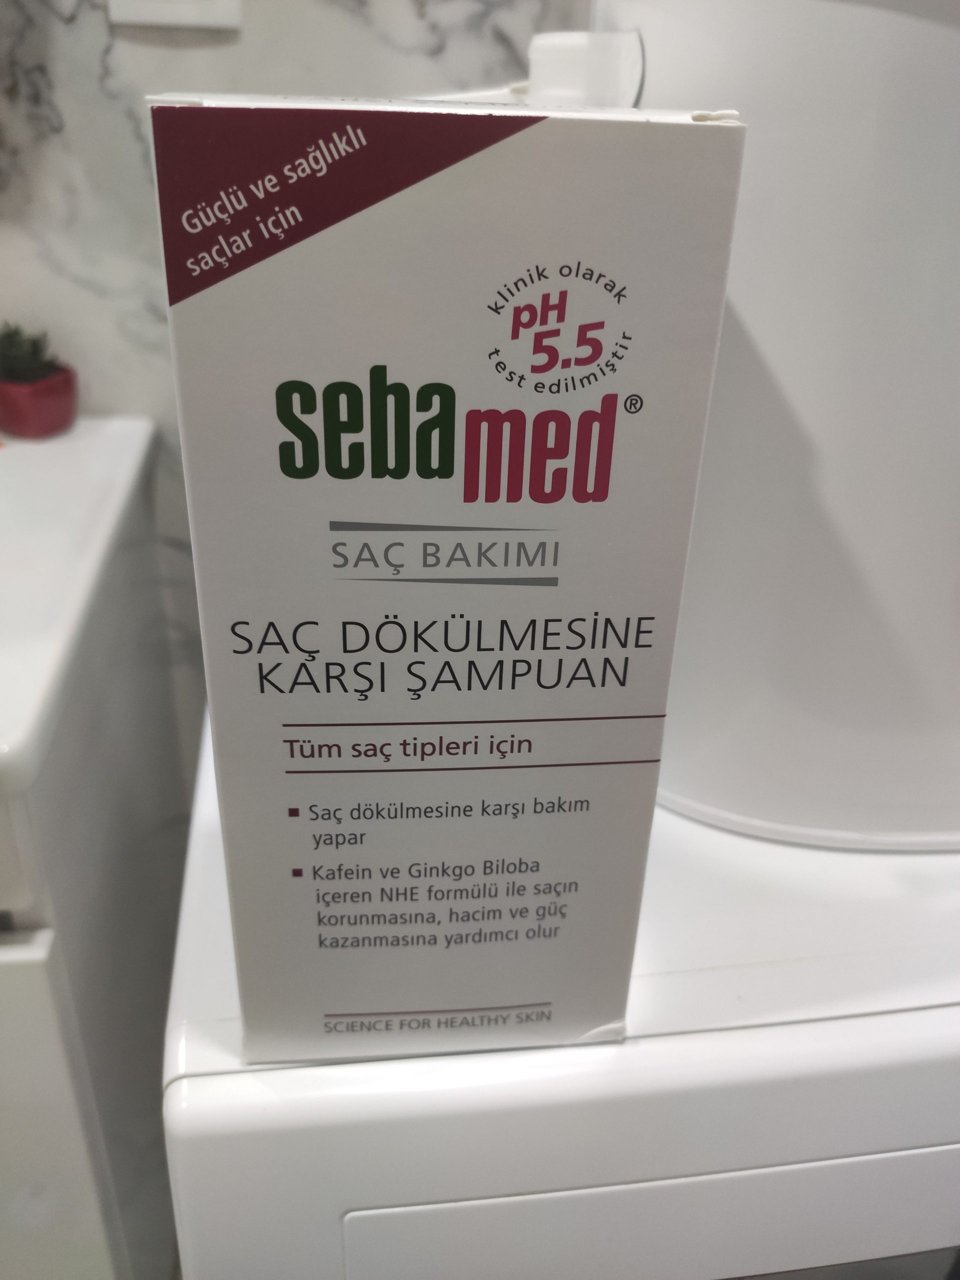 Güçlü ve sağlıklı
saçlar için
klinik olarak
pH
5.5
test edilmiştir
sebamed®
SAÇ BAKIMI
SAÇ DÖKÜLMESİNE
KARŞI ŞAMPUAN
Tüm saç tipleri için
▪ Saç dökülmesine karşı bakım
yapar
▪ Kafein ve Ginkgo Biloba
içeren NHE formülü ile saçın
korunmasına, hacim ve güç
kazanmasına yardımcı olur
SCIENCE FOR HEALTHY SKIN